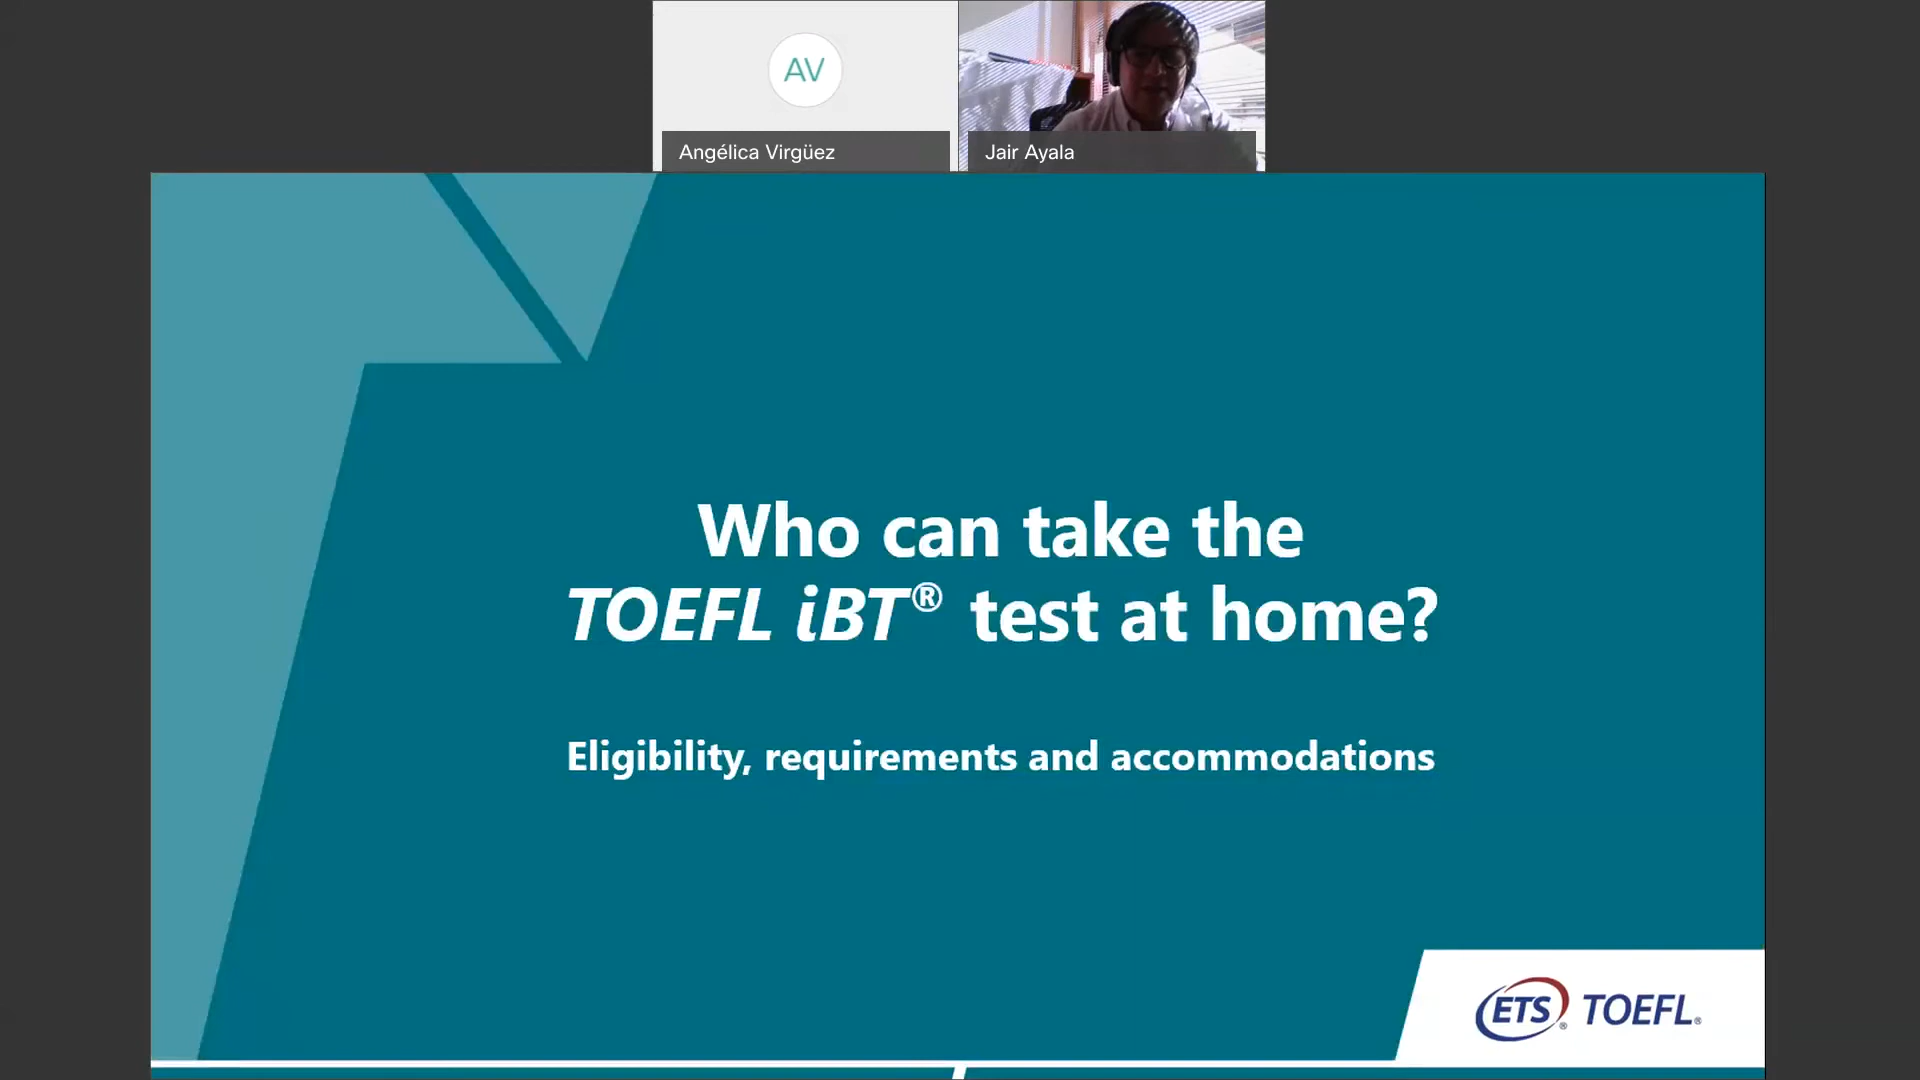 AV
Angélica Virgüez
Jair Ayala
Who can take the
TOEFL iBT® test at home?
Eligibility, requirements and accommodations
ETS® TOEFL®